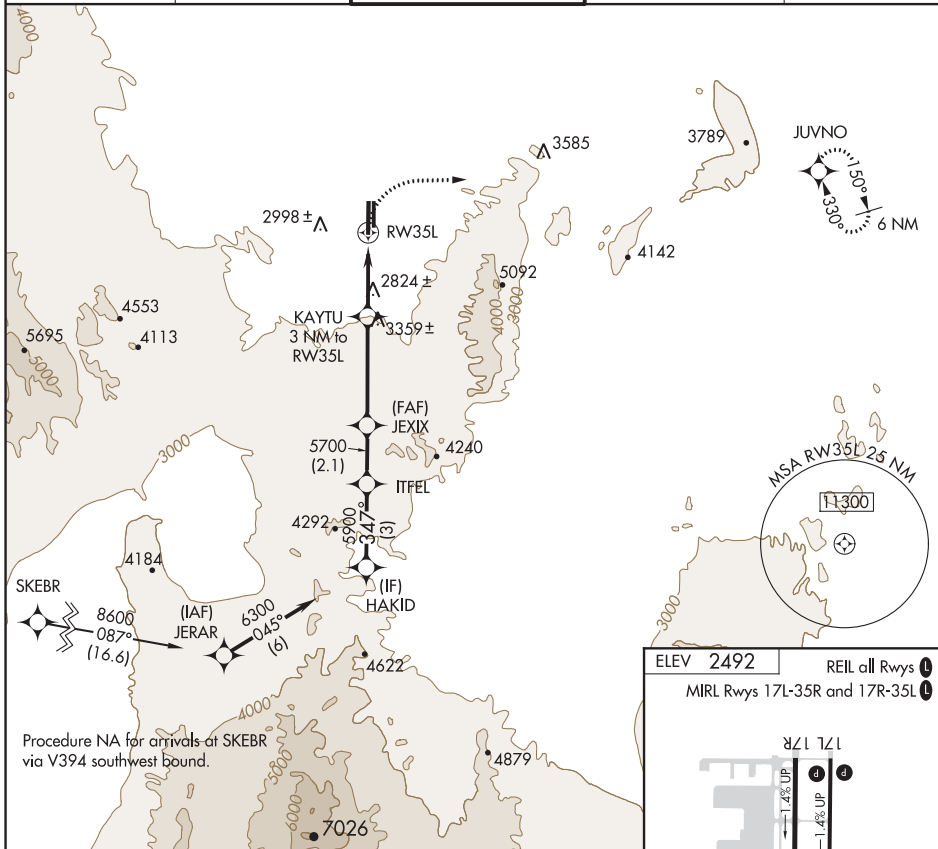 4000
3585
3789
JUVNO
150°
330°
6 NM
2998 ±
RW35L
4142
5092
2824 ±
4000
3000
4553
4113
5695
5000
KAYTU
3 NM to
RW35L
3359 ±
(FAF)
JEXIX
3000
5700
(2.1)
4240
ITFEL
MSA RW35L 25 NM
11300
4292
5900
347°
(3)
4184
SKEBR
8600
087°
(16.6)
(IAF)
JERAR
6300
045°
(6)
(IF)
HAKID
3000
4622
4000
ELEV 2492
REIL all Rwys L
MIRL Rwys 17L-35R and 17R-35L L
Procedure NA for arrivals at SKEBR
via V394 southwest bound.
4879
5000
6000
7026
17R
17L
P
P
1.4% UP
1.4% UP